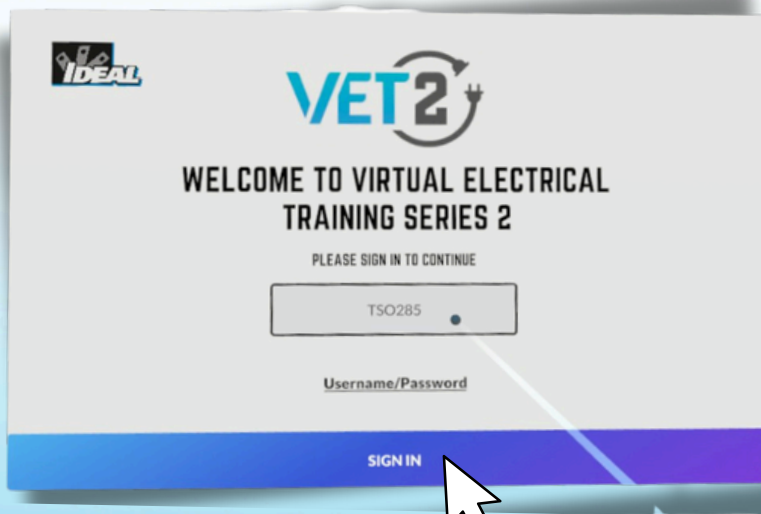 IDEAL
VET2
WELCOME TO VIRTUAL ELECTRICAL
TRAINING SERIES 2
PLEASE SIGN IN TO CONTINUE
TSO285
Username/Password
SIGN IN